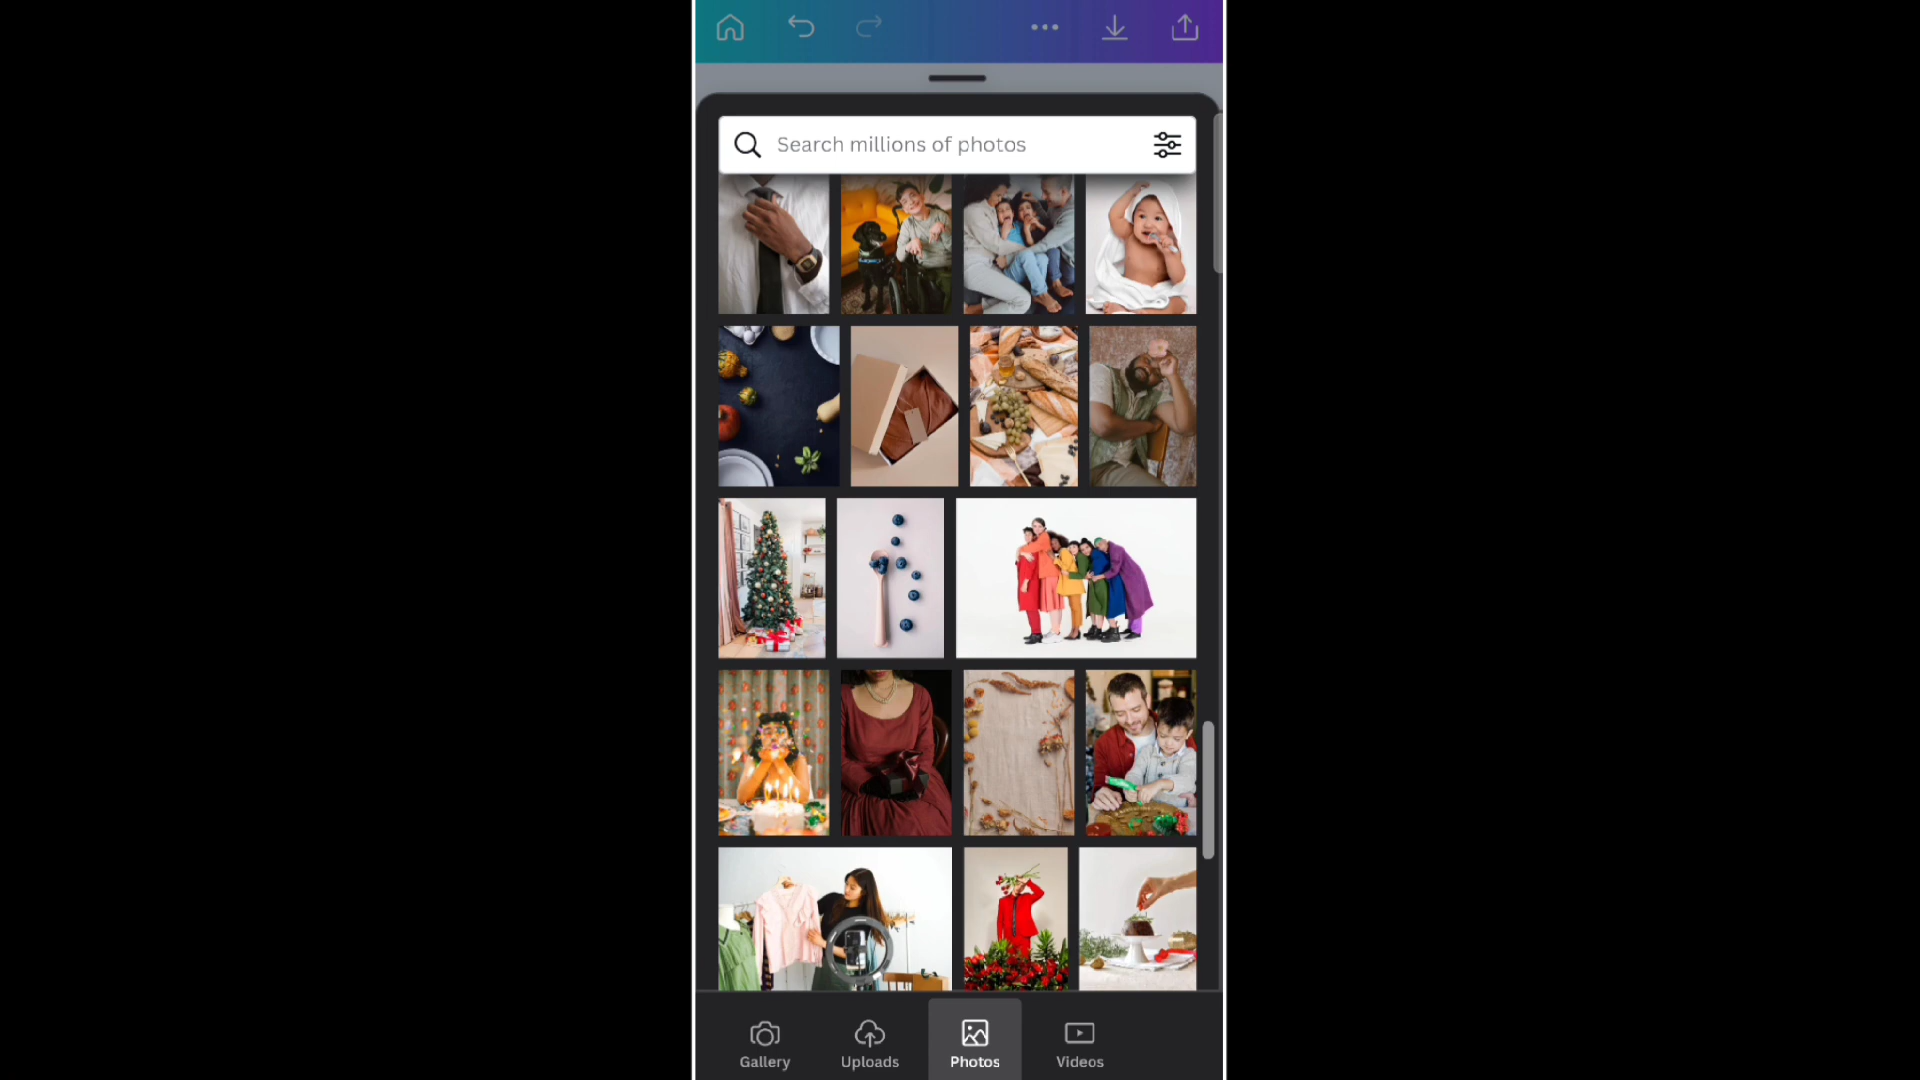 Search millions of photos
Gallery
Uploads
Photos
Videos